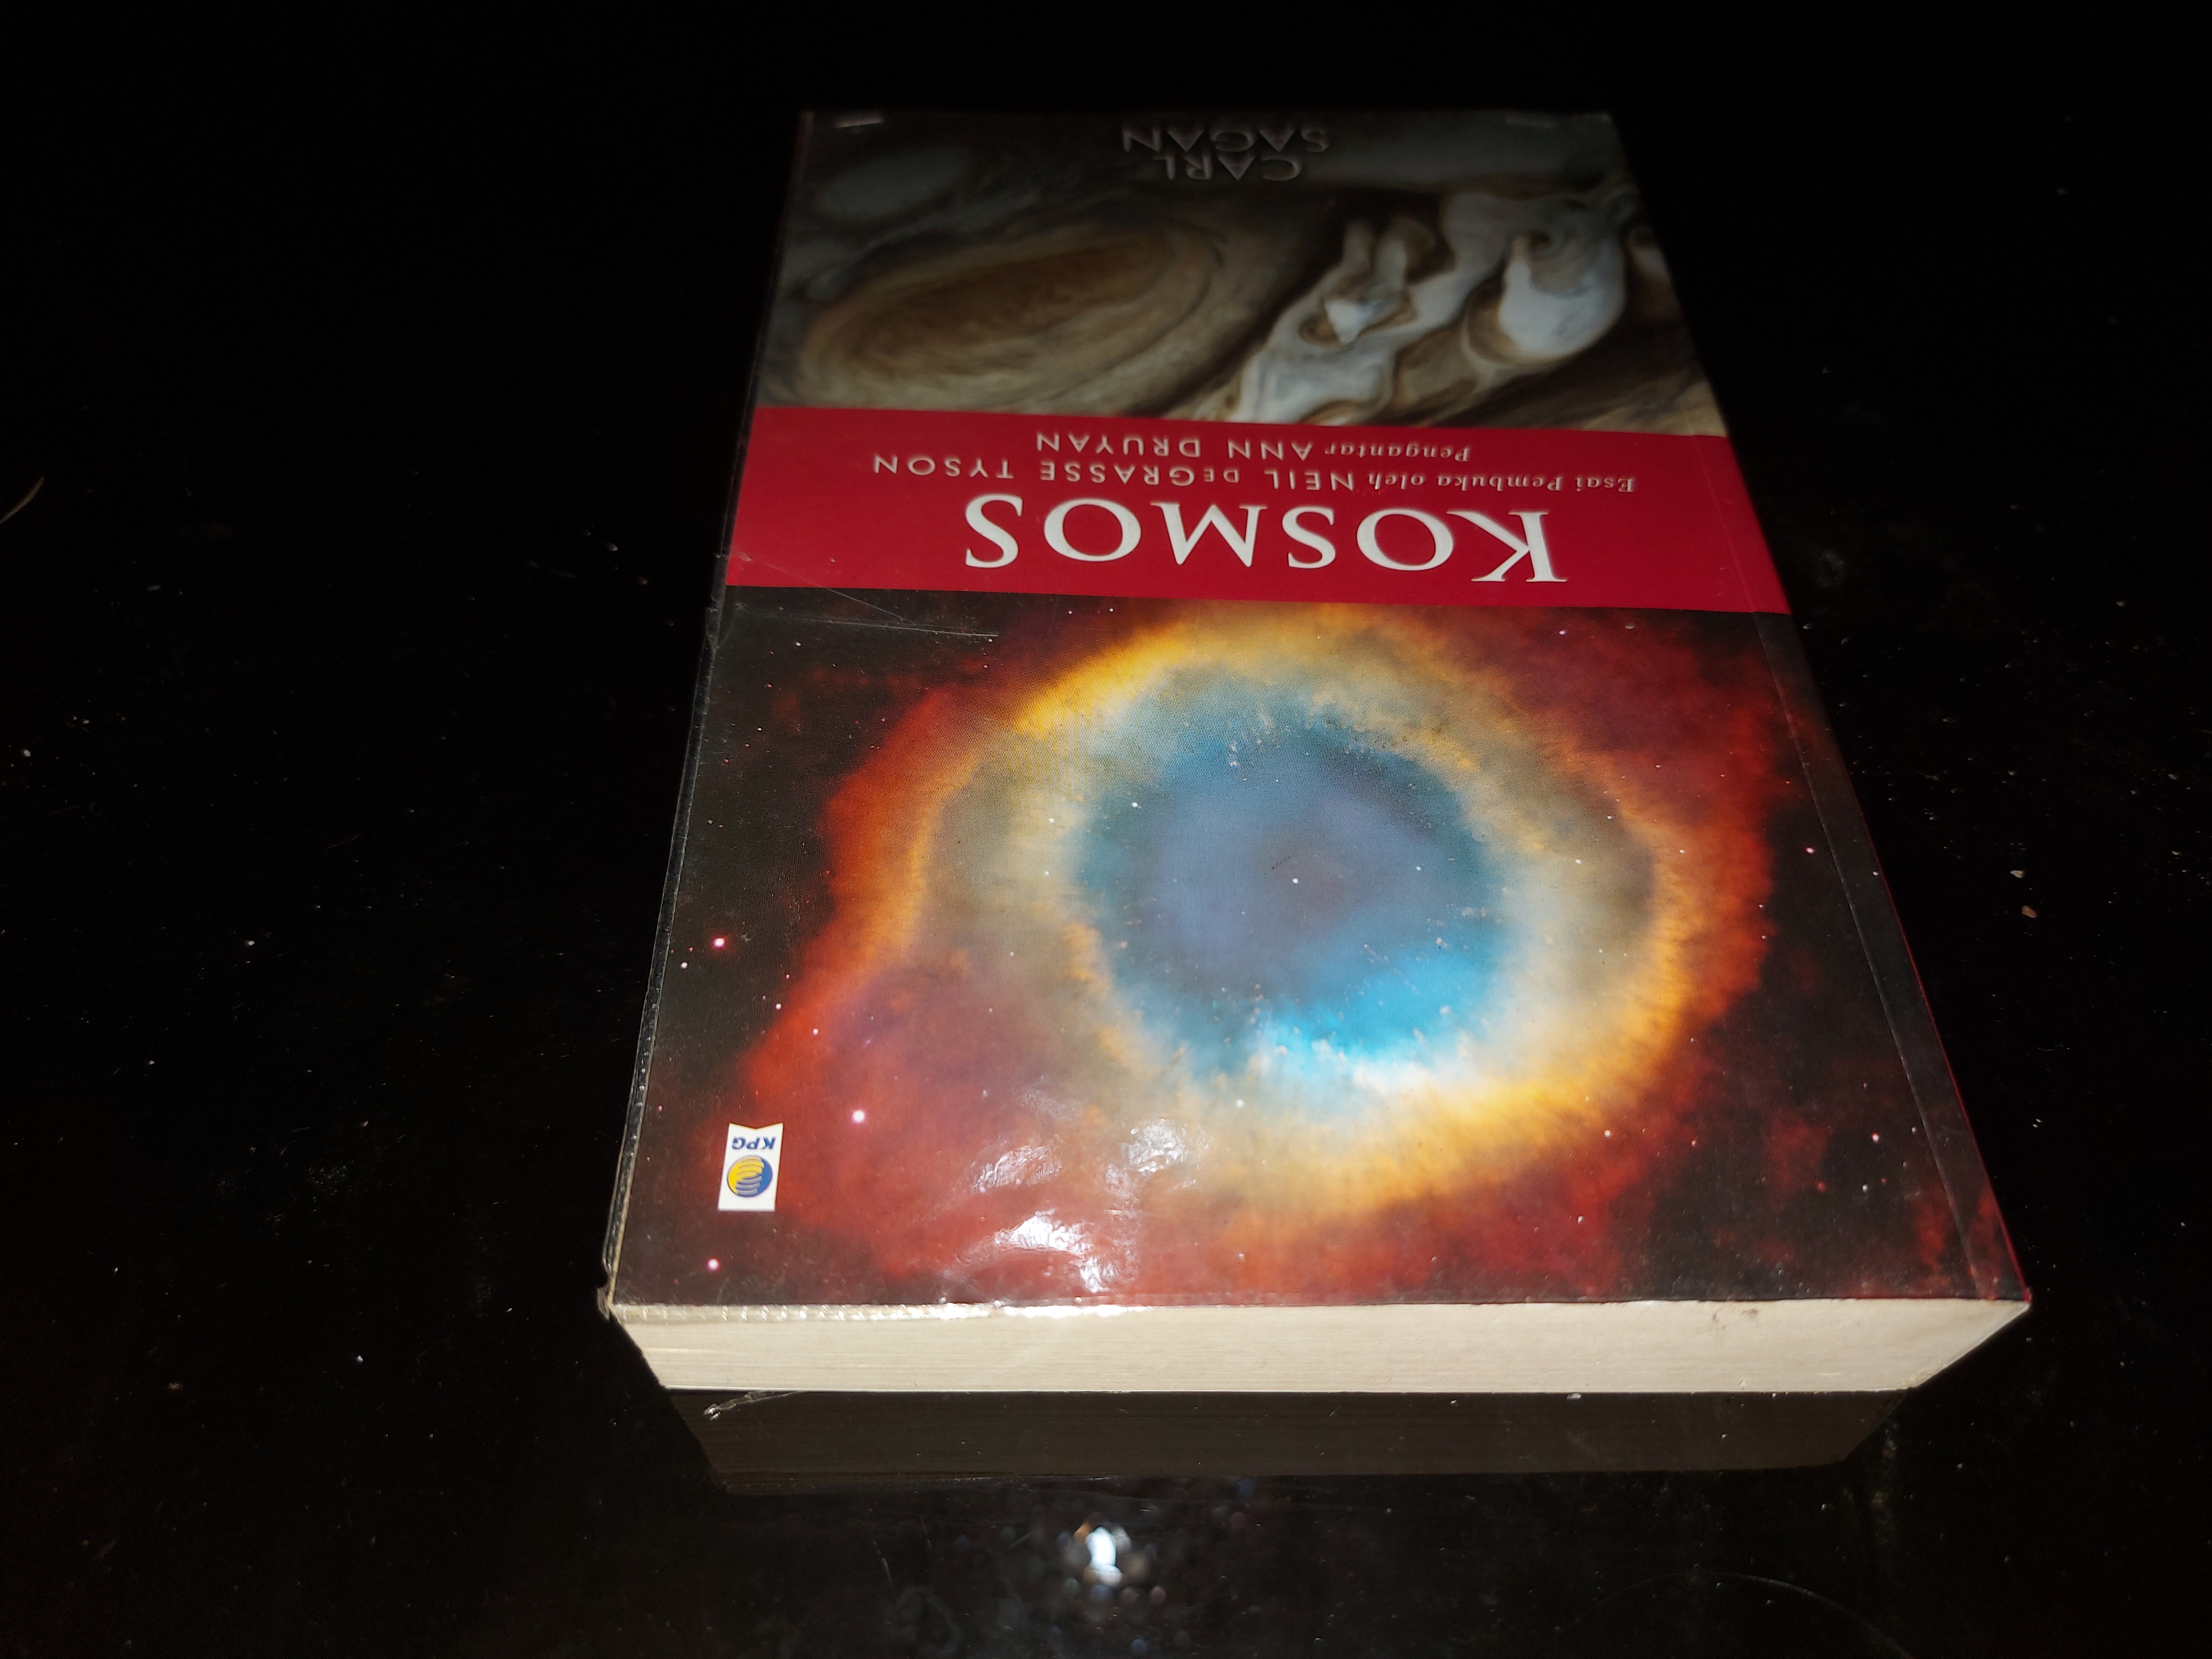 KPG
KOSMOS
Esai Pembuka oleh NEIL DEGRASSE TYSON
Pengantar ANN DRUYAN
CARL
SAGAN